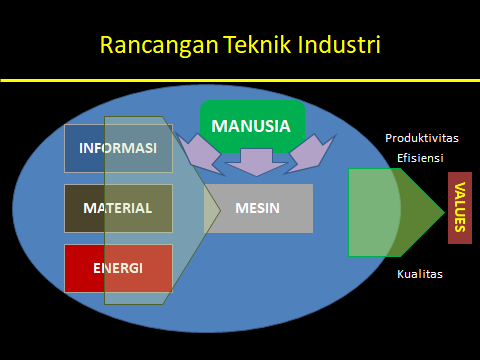 Rancangan Teknik Industri
MANUSIA
INFORMASI
MATERIAL
ENERGI
MESIN
Produktivitas
Efisiensi
VALUES
Kualitas